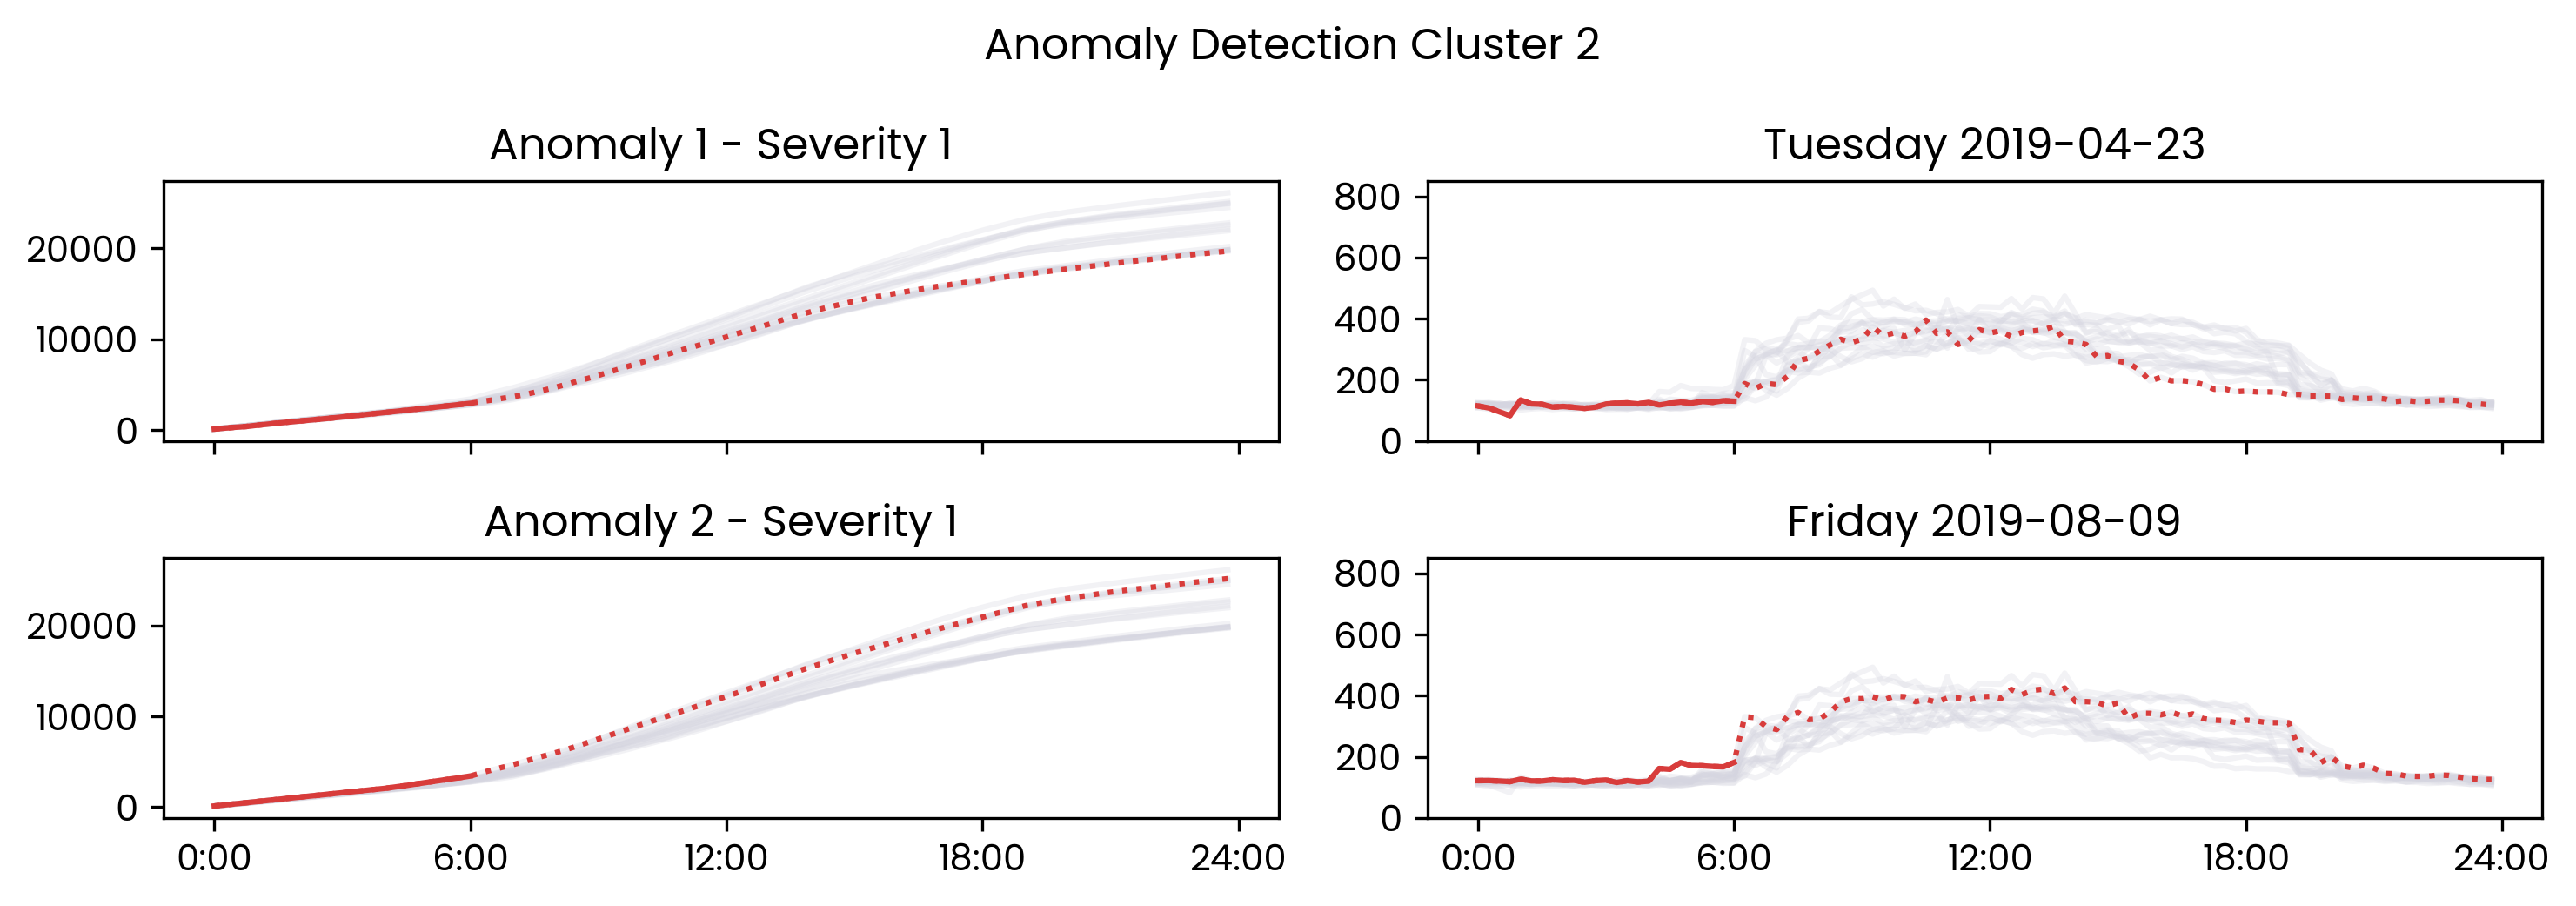 Anomaly Detection Cluster 2
Anomaly 1 - Severity 1
Tuesday 2019-04-23
20000
10000
0
800
600
400
200
0
Anomaly 2 - Severity 1
Friday 2019-08-09
20000
10000
0
800
600
400
200
0
0:00 6:00 12:00 18:00 24:00
0:00 6:00 12:00 18:00 24:00